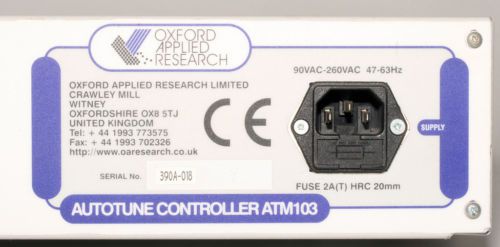 OXFORD
APPLIED
RESEARCH
OXFORD APPLIED RESEARCH LIMITED
CRAWLEY MILL
WITNEY
OXFORDSHIRE OX8 5TJ
UNITED KINGDOM
Tel: + 44 1993 773575
Fax: + 44 1993 702326
http://www.oaresearch.co.uk
SERIAL No. 390A-018
CE
90VAC-260VAC 47-63Hz
SUPPLY
FUSE 2A(T) HRC 20mm
AUTOTUNE CONTROLLER ATM103